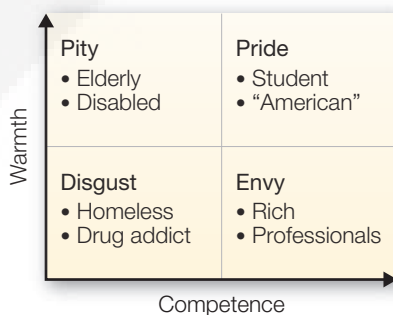 Pity
• Elderly
• Disabled
Pride
• Student
• “American”
Disgust
• Homeless
• Drug addict
Envy
• Rich
• Professionals
Warmth
Competence